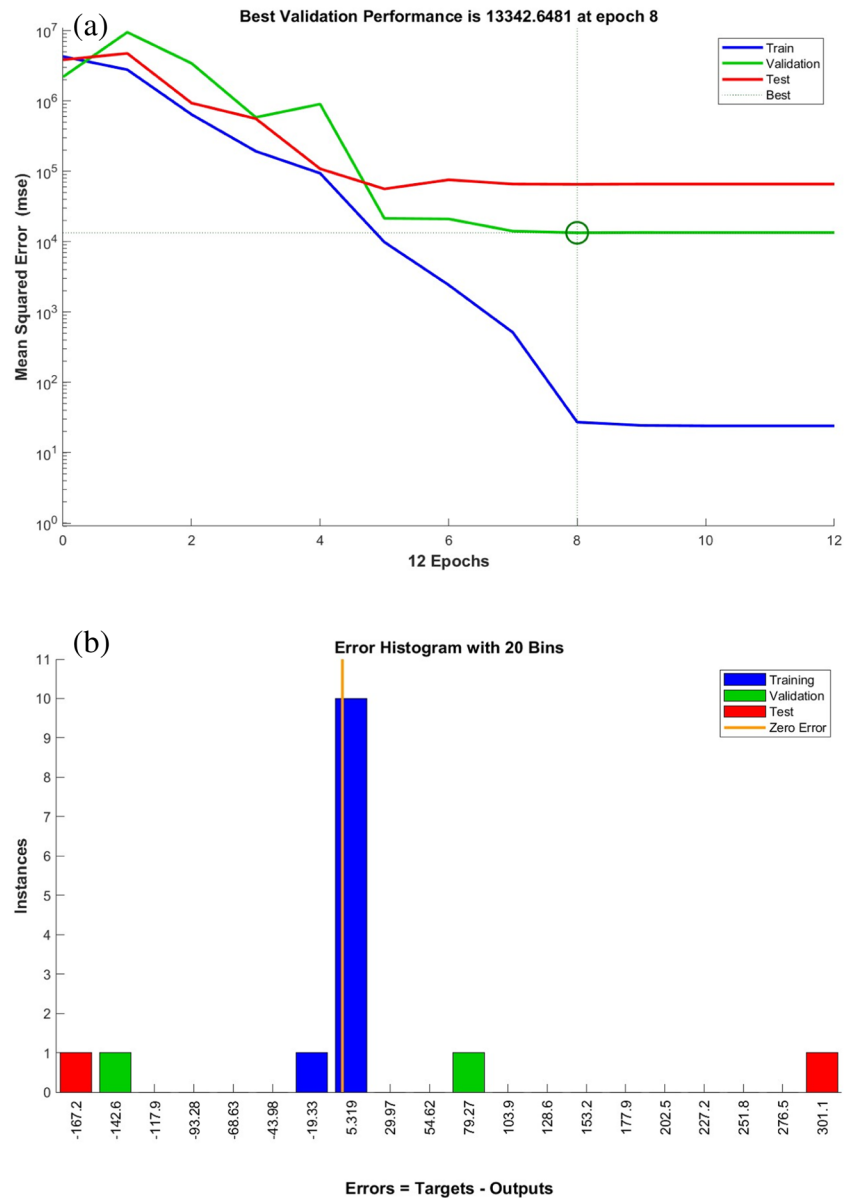 (a)
Best Validation Performance is 13342.6481 at epoch 8
Mean Squared Error (mse)
10^7
10^6
10^5
10^4
10^3
10^2
10^1
10^0
Train
Validation
Test
Best
0 2 4 6 8 10 12
12 Epochs
(b)
Error Histogram with 20 Bins
Instances
11
10
9
8
7
6
5
4
3
2
1
0
Training
Validation
Test
Zero Error
-167.2 -142.6 -117.9 -93.28 -68.63 -43.98 -19.33 5.319 29.97 54.62 79.27 103.9 128.6 153.2 177.9 202.5 227.2 251.8 276.5 301.1
Errors = Targets - Outputs